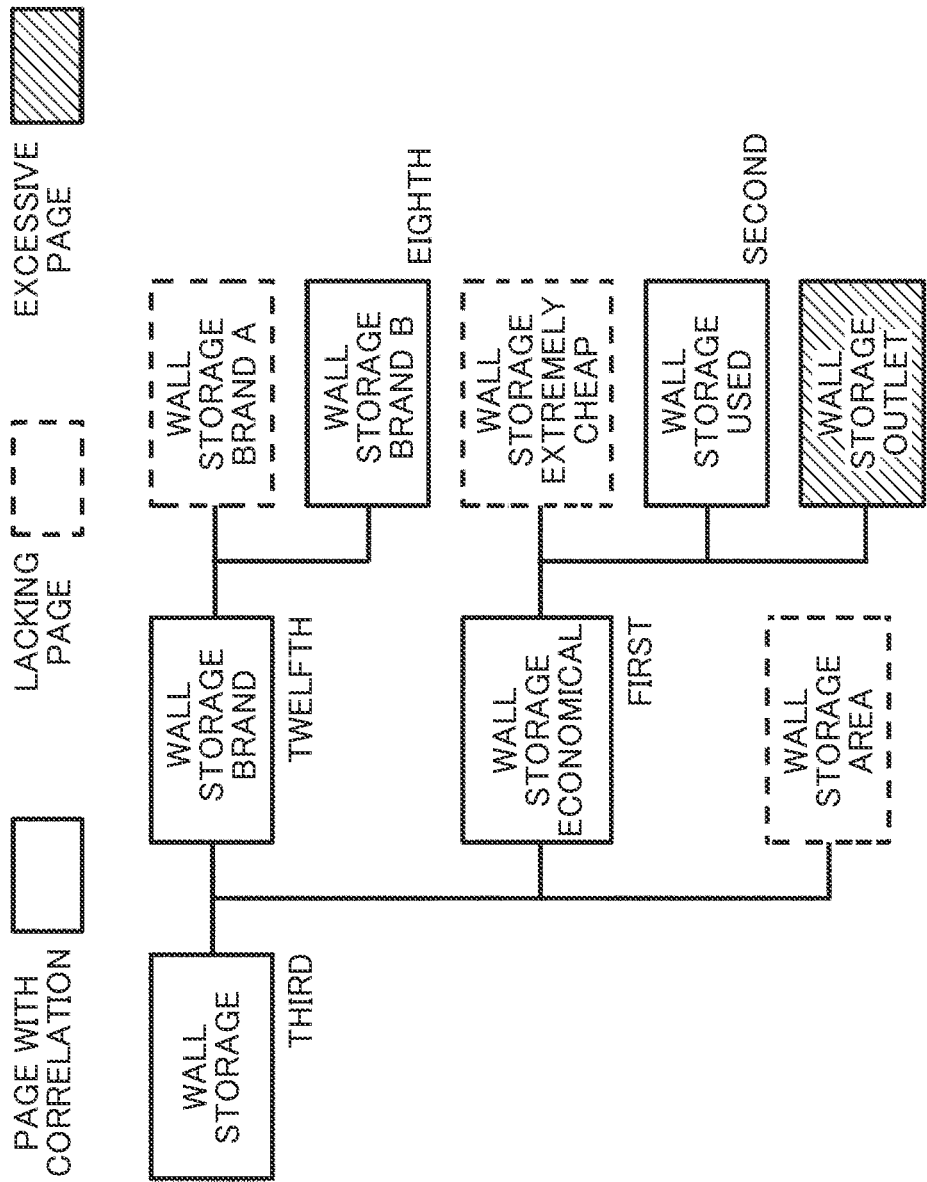 PAGE WITH
CORRELATION
LACKING
PAGE
EXCESSIVE
PAGE
WALL
STORAGE
THIRD
WALL
STORAGE
BRAND
TWELFTH
WALL
STORAGE
BRAND A
WALL
STORAGE
BRAND B
EIGHTH
WALL
STORAGE
ECONOMICAL
FIRST
WALL
STORAGE
EXTREMELY
CHEAP
WALL
STORAGE
USED
SECOND
WALL
STORAGE
OUTLET
WALL
STORAGE
AREA